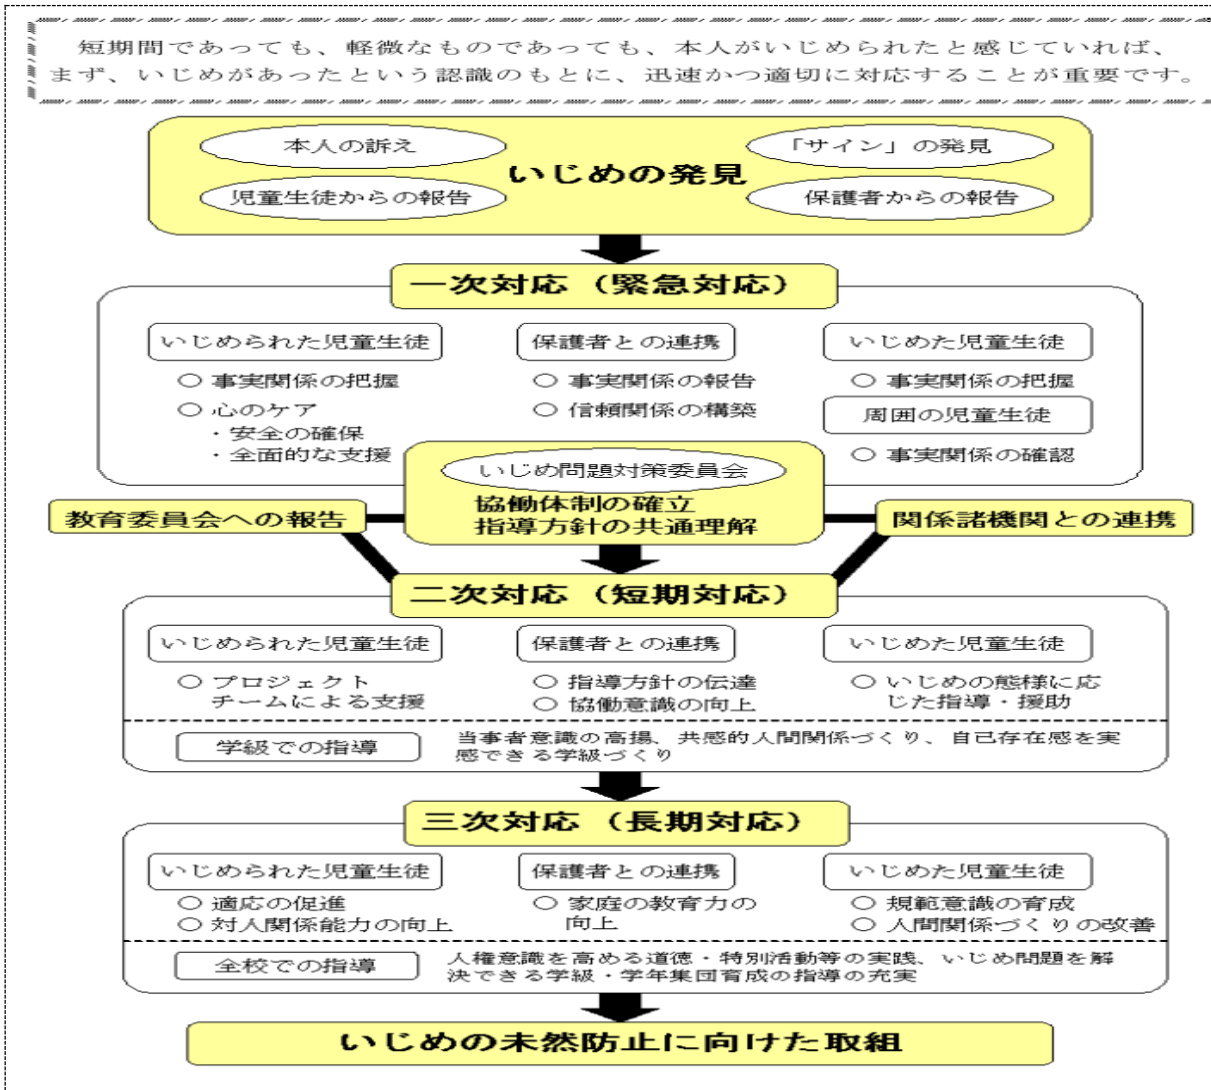 短期間であっても、軽微なものであっても、本人がいじめられたと感じていれば、
まず、いじめがあったという認識のもとに、迅速かつ適切に対応することが重要です。
本人の訴え
「サイン」の発見
いじめの発見
児童生徒からの報告
保護者からの報告
一次対応（緊急対応）
いじめられた児童生徒
○ 事実関係の把握
○ 心のケア
・安全の確保
・全面的な支援
保護者との連携
○ 事実関係の報告
○ 信頼関係の構築
いじめた児童生徒
○ 事実関係の把握
周囲の児童生徒
○ 事実関係の確認
いじめ問題対策委員会
協働体制の確立
指導方針の共通理解
教育委員会への報告
関係諸機関との連携
二次対応（短期対応）
いじめられた児童生徒
○ プロジェクト
チームによる支援
保護者との連携
○ 指導方針の伝達
○ 協働意識の向上
いじめた児童生徒
○ いじめの態様に応
じた指導・援助
学級での指導
当事者意識の高揚、共感的人間関係づくり、自己存在感を実
感できる学級づくり
三次対応（長期対応）
いじめられた児童生徒
○ 適応の促進
○ 対人関係能力の向上
保護者との連携
○ 家庭の教育力の
向上
いじめた児童生徒
○ 規範意識の育成
○ 人間関係づくりの改善
全校での指導
人権意識を高める道徳・特別活動等の実践、いじめ問題を解
決できる学級・学年集団育成の指導の充実
いじめの未然防止に向けた取組